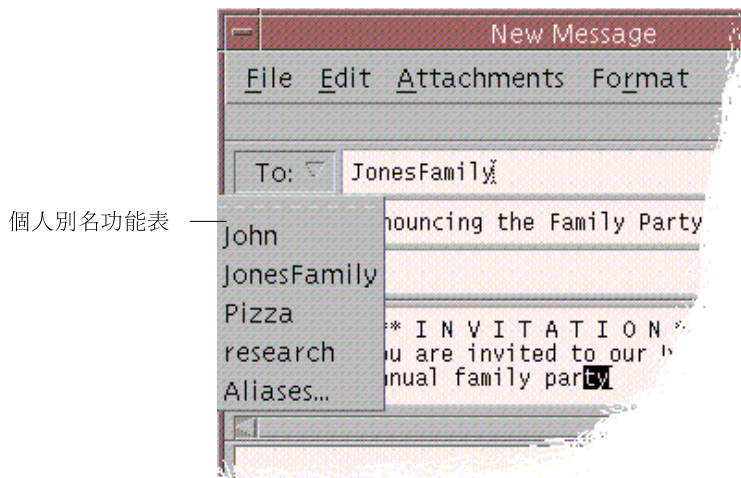 New Message
File Edit Attachments Format
To: JonesFamily
個人別名功能表
John
nouncing the Family Party
JonesFamily
Pizza
** I N V I T A T I O N *
research
u are invited to our
Aliases...
nnual family party